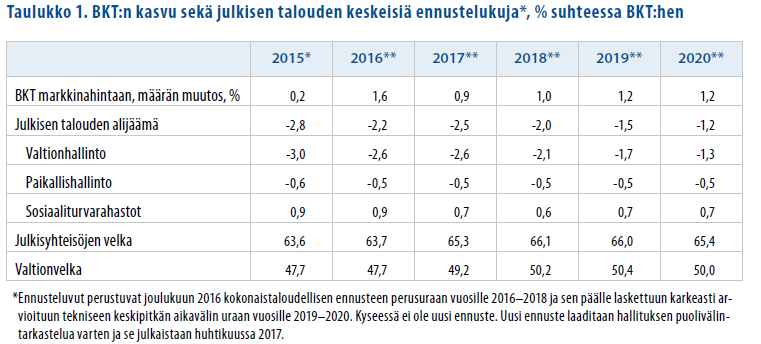 Taulukko 1. BKT:n kasvu sekä julkisen talouden keskeisiä ennustelukuja*, % suhteessa BKT:hen
2015* 2016** 2017** 2018** 2019** 2020**
BKT markkinahintaan, määrän muutos, % 0,2 1,6 0,9 1,0 1,2 1,2
Julkisen talouden alijäämä -2,8 -2,2 -2,5 -2,0 -1,5 -1,2
Valtionhallinto -3,0 -2,6 -2,6 -2,1 -1,7 -1,3
Paikallishallinto -0,6 -0,5 -0,5 -0,5 -0,5 -0,5
Sosiaaliturvarahastot 0,9 0,9 0,7 0,6 0,7 0,7
Julkisyhteisöjen velka 63,6 63,7 65,3 66,1 66,0 65,4
Valtionvelka 47,7 47,7 49,2 50,2 50,4 50,0
*Ennusteluvut perustuvat joulukuun 2016 kokonaistaloudellisen ennusteen perusuraan vuosille 2016–2018 ja sen päälle laskettuun karkeasti ar-
vioituun tekniseen keskipitkän aikavälin uraan vuosille 2019–2020. Kyseessä ei ole uusi ennuste. Uusi ennuste laaditaan hallituksen puolivälin-
tarkastelua varten ja se julkaistaan huhtikuussa 2017.